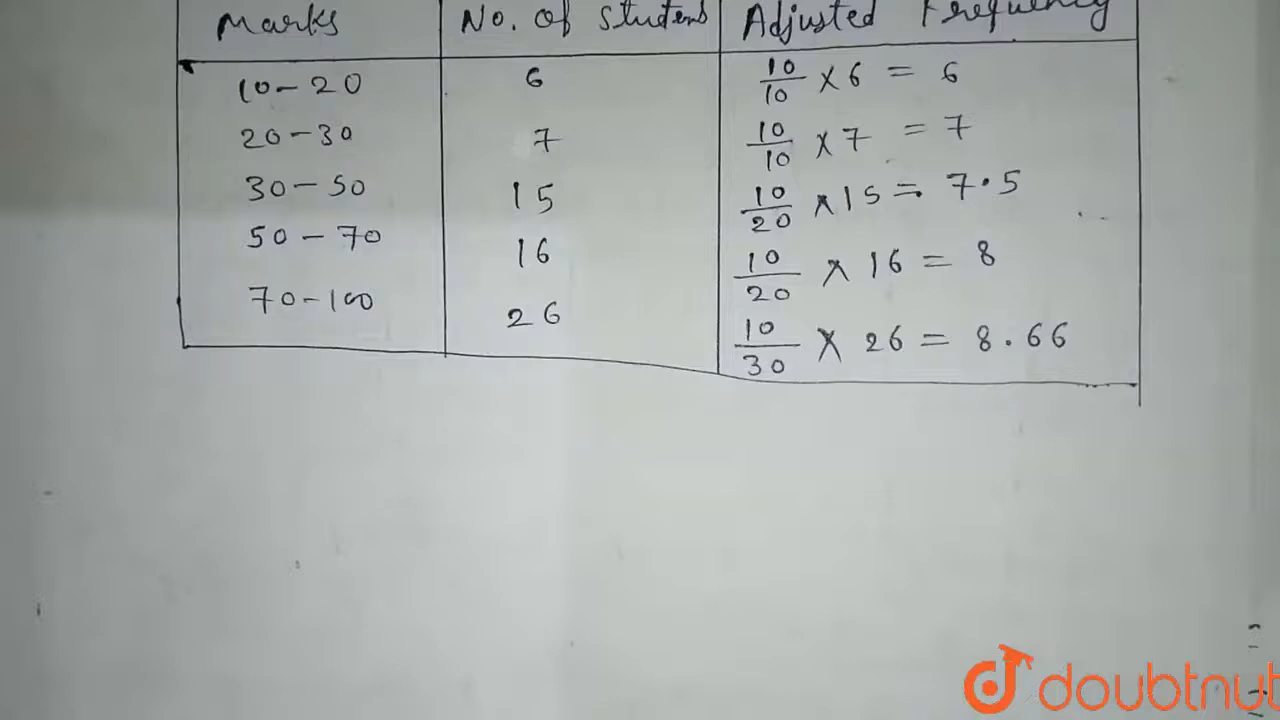 Marks No. of Students Adjusted Frequency
10-20 6 10/10 × 6 = 6
20-30 7 10/10 × 7 = 7
30-50 15 10/20 × 15 = 7.5
50-70 16 10/20 × 16 = 8
70-100 26 10/30 × 26 = 8.66
doubtnut